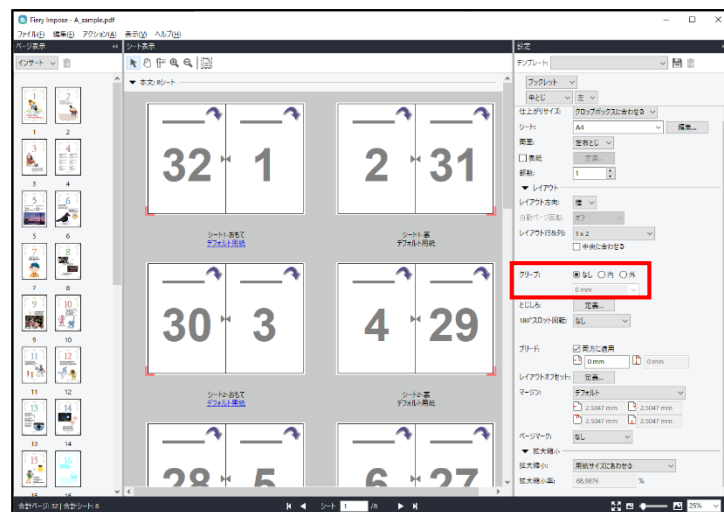 Fiery Impose - A_sample.pdf
ファイル(F) 編集(E) アクション(A) 表示(V) ヘルプ(H)
ページ表示
シート表示
設定
インサート
テンプレート:
▼ 本文: 8シート
ブックレット
中とじ 左
仕上がりサイズ: クロップボックスに合わせる
シート: A4 編集...
両面: 左右とじ
表紙 定義...
部数: 1
▼ レイアウト
レイアウト方向: 横
自動ページ回転: オフ
レイアウト行&列: 1 x 2
中央に合わせる
クリープ: なし 内 外
0 mm
とじしろ: 定義...
180°スロット回転: なし
ブリード: 両方に適用
0 mm 0 mm
レイアウトオフセット: 定義...
マージン: デフォルト
2.5047 mm 2.5047 mm
2.5047 mm 2.5047 mm
ページマーク: なし
▼ 拡大縮小
拡大縮小: 用紙サイズにあわせる
拡大縮小率: 68.9876 %
32 1
2 31
シート1-おもて
デフォルト用紙
シート1-裏
デフォルト用紙
30 3
4 29
シート2-おもて
デフォルト用紙
シート2-裏
デフォルト用紙
28 5
6 27
1 2
3 4
5 6
7 8
9 10
11 12
13 14
15 16
合計ページ: 32 | 合計シート: 8
シート 1 /8
25%